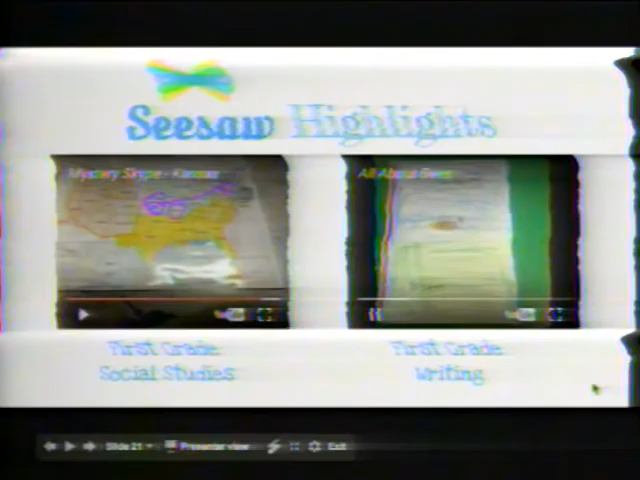 Seesaw Highlights
Mystery Skype - Kansas
All About Bees
First Grade
Social Studies
First Grade
Writing
Slide 21
Presenter view
Exit